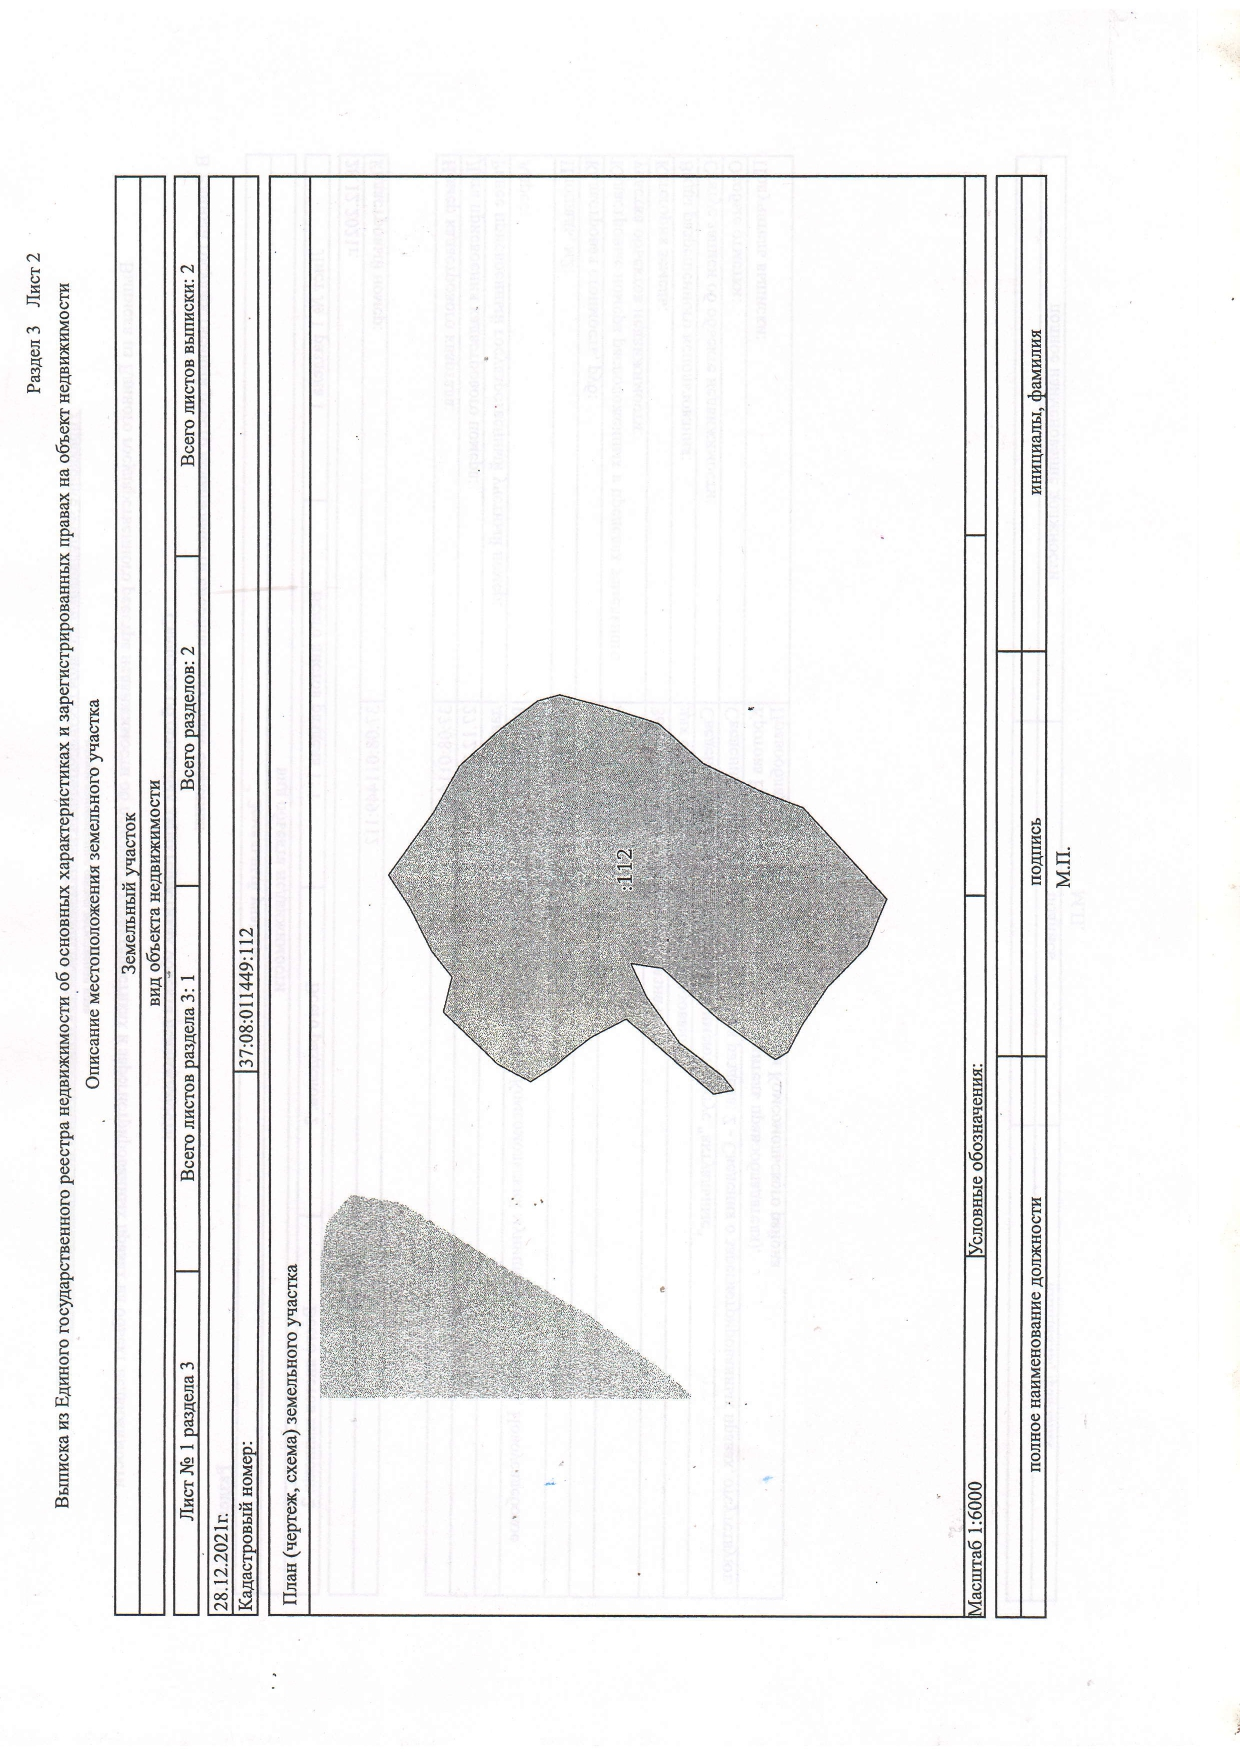 Раздел 3 Лист 2
Выписка из Единого государственного реестра недвижимости об основных характеристиках и зарегистрированных правах на объект недвижимости
Описание местоположения земельного участка
Земельный участок
вид объекта недвижимости
Лист № 1 раздела 3 Всего листов раздела 3: 1 Всего разделов: 2 Всего листов выписки: 2
28.12.2021г.
Кадастровый номер: 37:08:011449:112
План (чертеж, схема) земельного участка
:112
Масштаб 1:6000 Условные обозначения:
полное наименование должности подпись инициалы, фамилия
М.П.